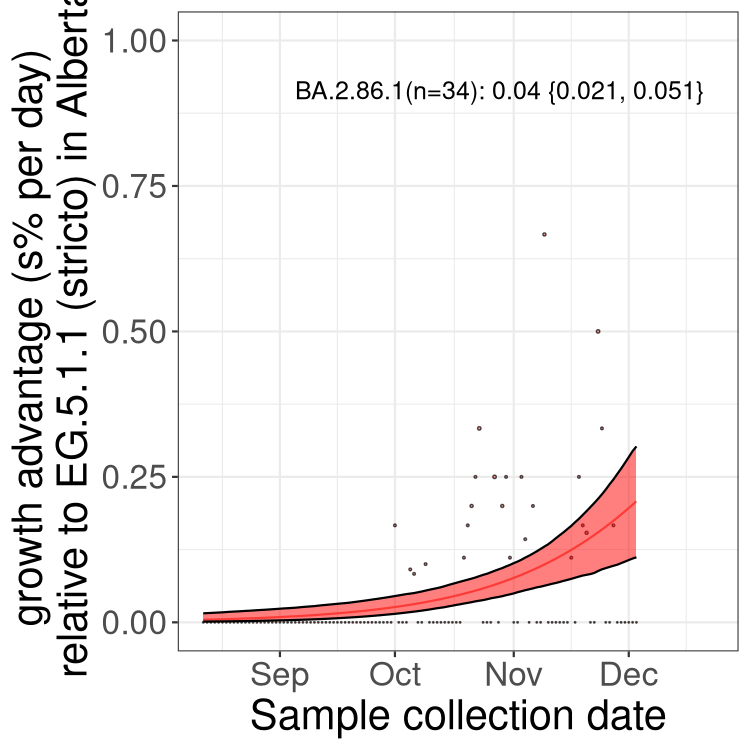 growth advantage (s% per day)
relative to EG.5.1.1 (stricto) in Alberta
1.00
0.75
0.50
0.25
0.00
BA.2.86.1(n=34): 0.04 {0.021, 0.051}
Sep Oct Nov Dec
Sample collection date